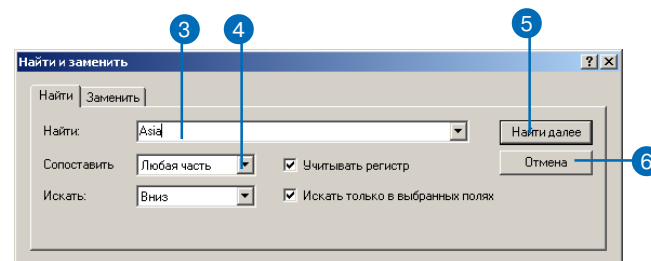 3 4 5
Найти и заменить ? ×
Найти Заменить
Найти: Asia Найти далее
Сопоставить Любая часть Учитывать регистр Отмена 6
Искать: Вниз Искать только в выбранных полях